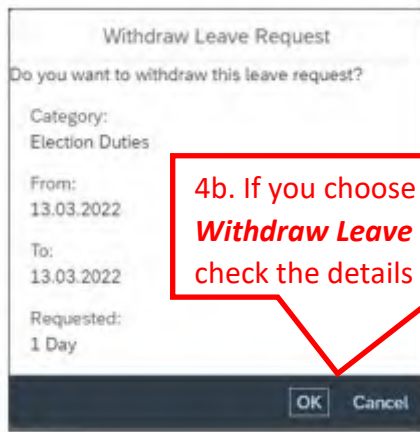 Withdraw Leave Request
Do you want to withdraw this leave request?
Category:
Election Duties
From:
13.03.2022
To:
13.03.2022
Requested:
1 Day
4b. If you choose
Withdraw Leave
check the details
OK Cancel